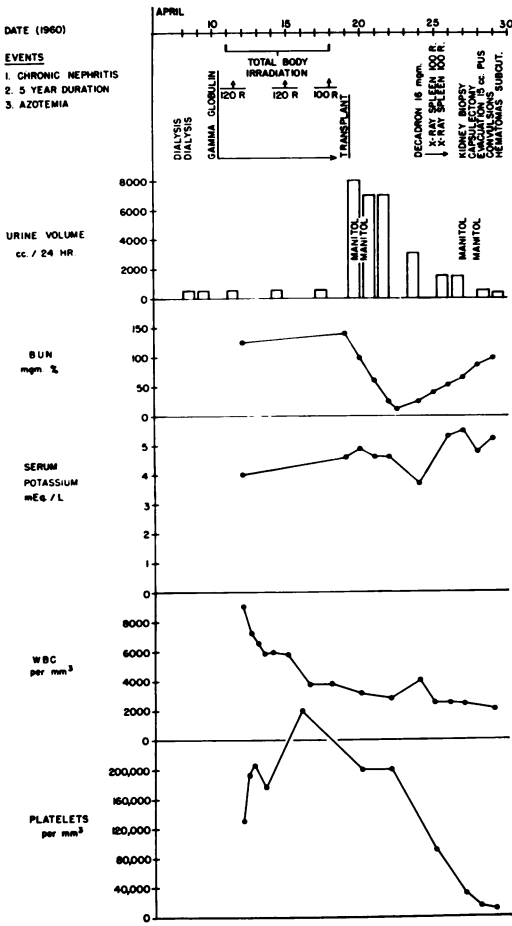 APRIL
DATE (1960)
10 15 20 25 30
EVENTS
1. CHRONIC NEPHRITIS
2. 5 YEAR DURATION
3. AZOTEMIA
DIALYSIS
DIALYSIS
GAMMA GLOBULIN
TOTAL BODY
IRRADIATION
120 R
120 R
100 R
TRANSPLANT
DECADRON 16 mgm.
X-RAY SPLEEN 100 R.
X-RAY SPLEEN 100 R.
KIDNEY BIOPSY
CAPSULECTOMY
EVACUATION 15 cc. PUS
CONVULSIONS
HEMATOMAS SUBCUT.
URINE VOLUME
cc. / 24 HR.
8000
6000
4000
2000
0
MANITOL
MANITOL
MANITOL
MANITOL
BUN
mgm. %
150
100
50
0
SERUM
POTASSIUM
mEq. / L
5
4
3
2
1
0
WBC
per mm³
8000
6000
4000
2000
0
PLATELETS
per mm³
200,000
160,000
120,000
80,000
40,000
0